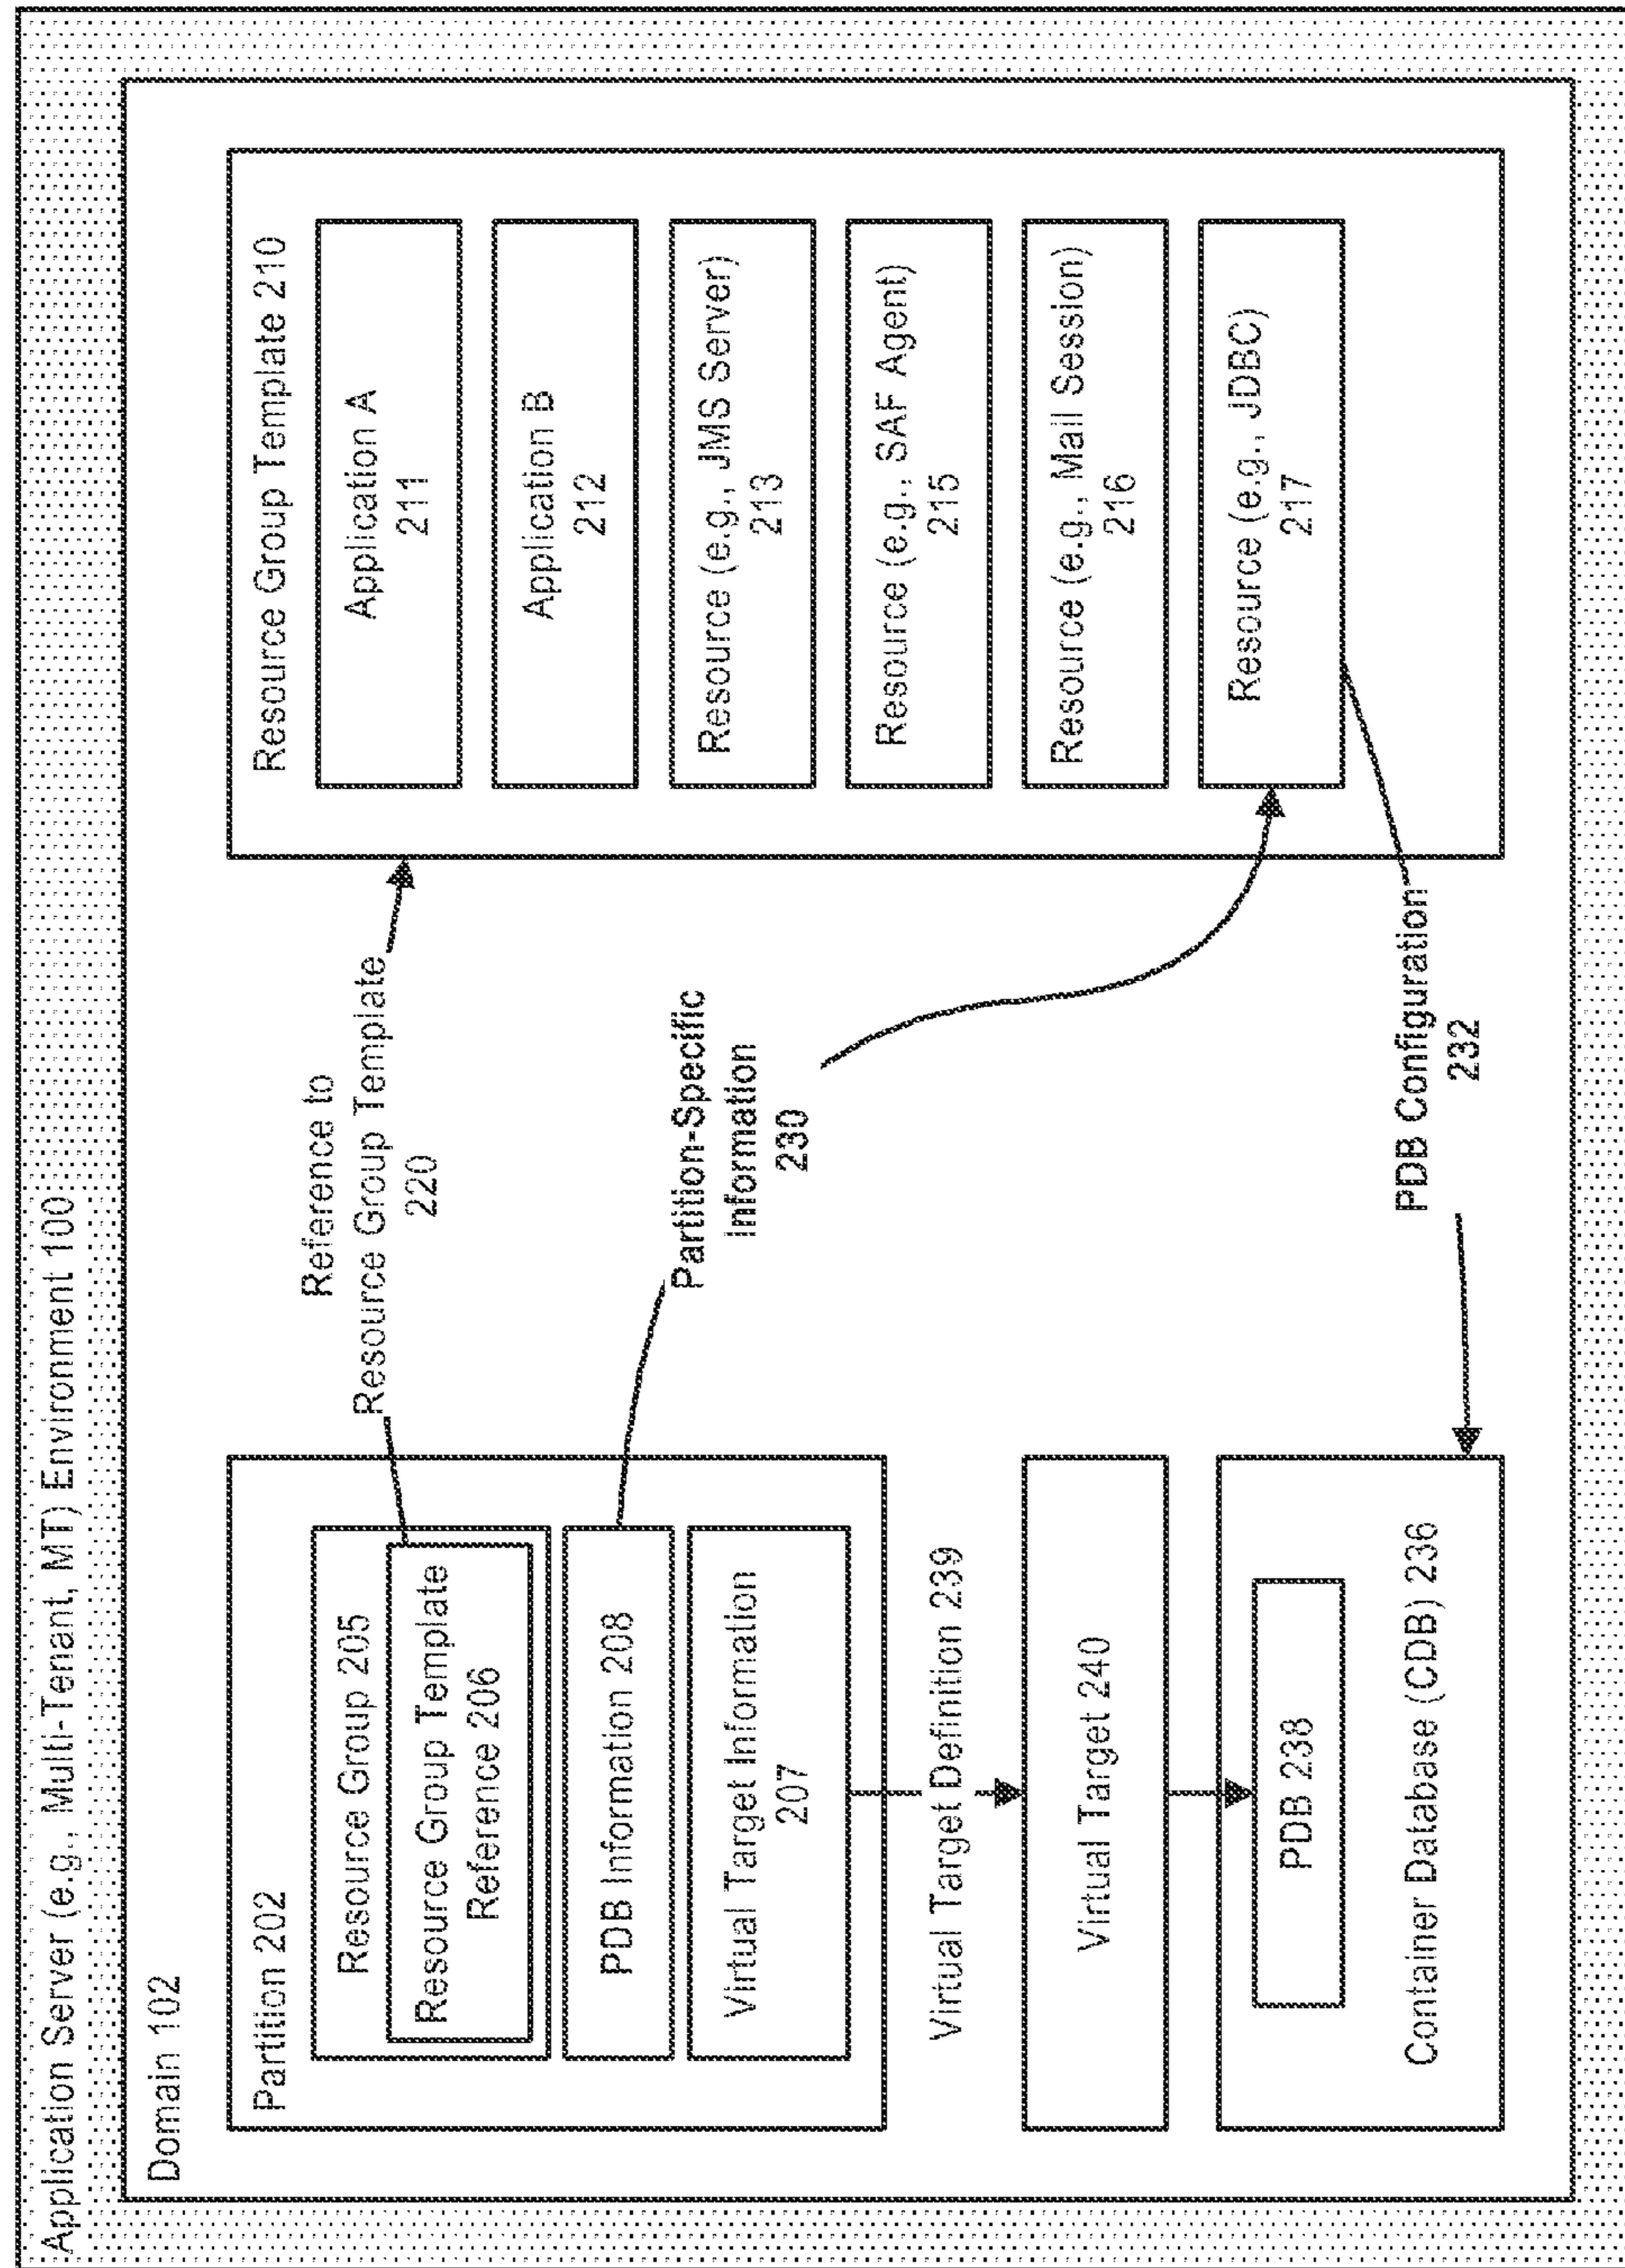 Application Server (e.g., Multi-Tenant, MT) Environment 100
Domain 102
Partition 202
Resource Group 205
Resource Group Template
Reference 206
PDB Information 208
Virtual Target Information
207
Virtual Target Definition 239
Virtual Target 240
PDB 238
Container Database (CDB) 236
Reference to
Resource Group Template
220
Partition-Specific
Information
230
PDB Configuration
232
Resource Group Template 210
Application A
211
Application B
212
Resource (e.g., JMS Server)
213
Resource (e.g., SAF Agent)
215
Resource (e.g., Mail Session)
216
Resource (e.g., JDBC)
217